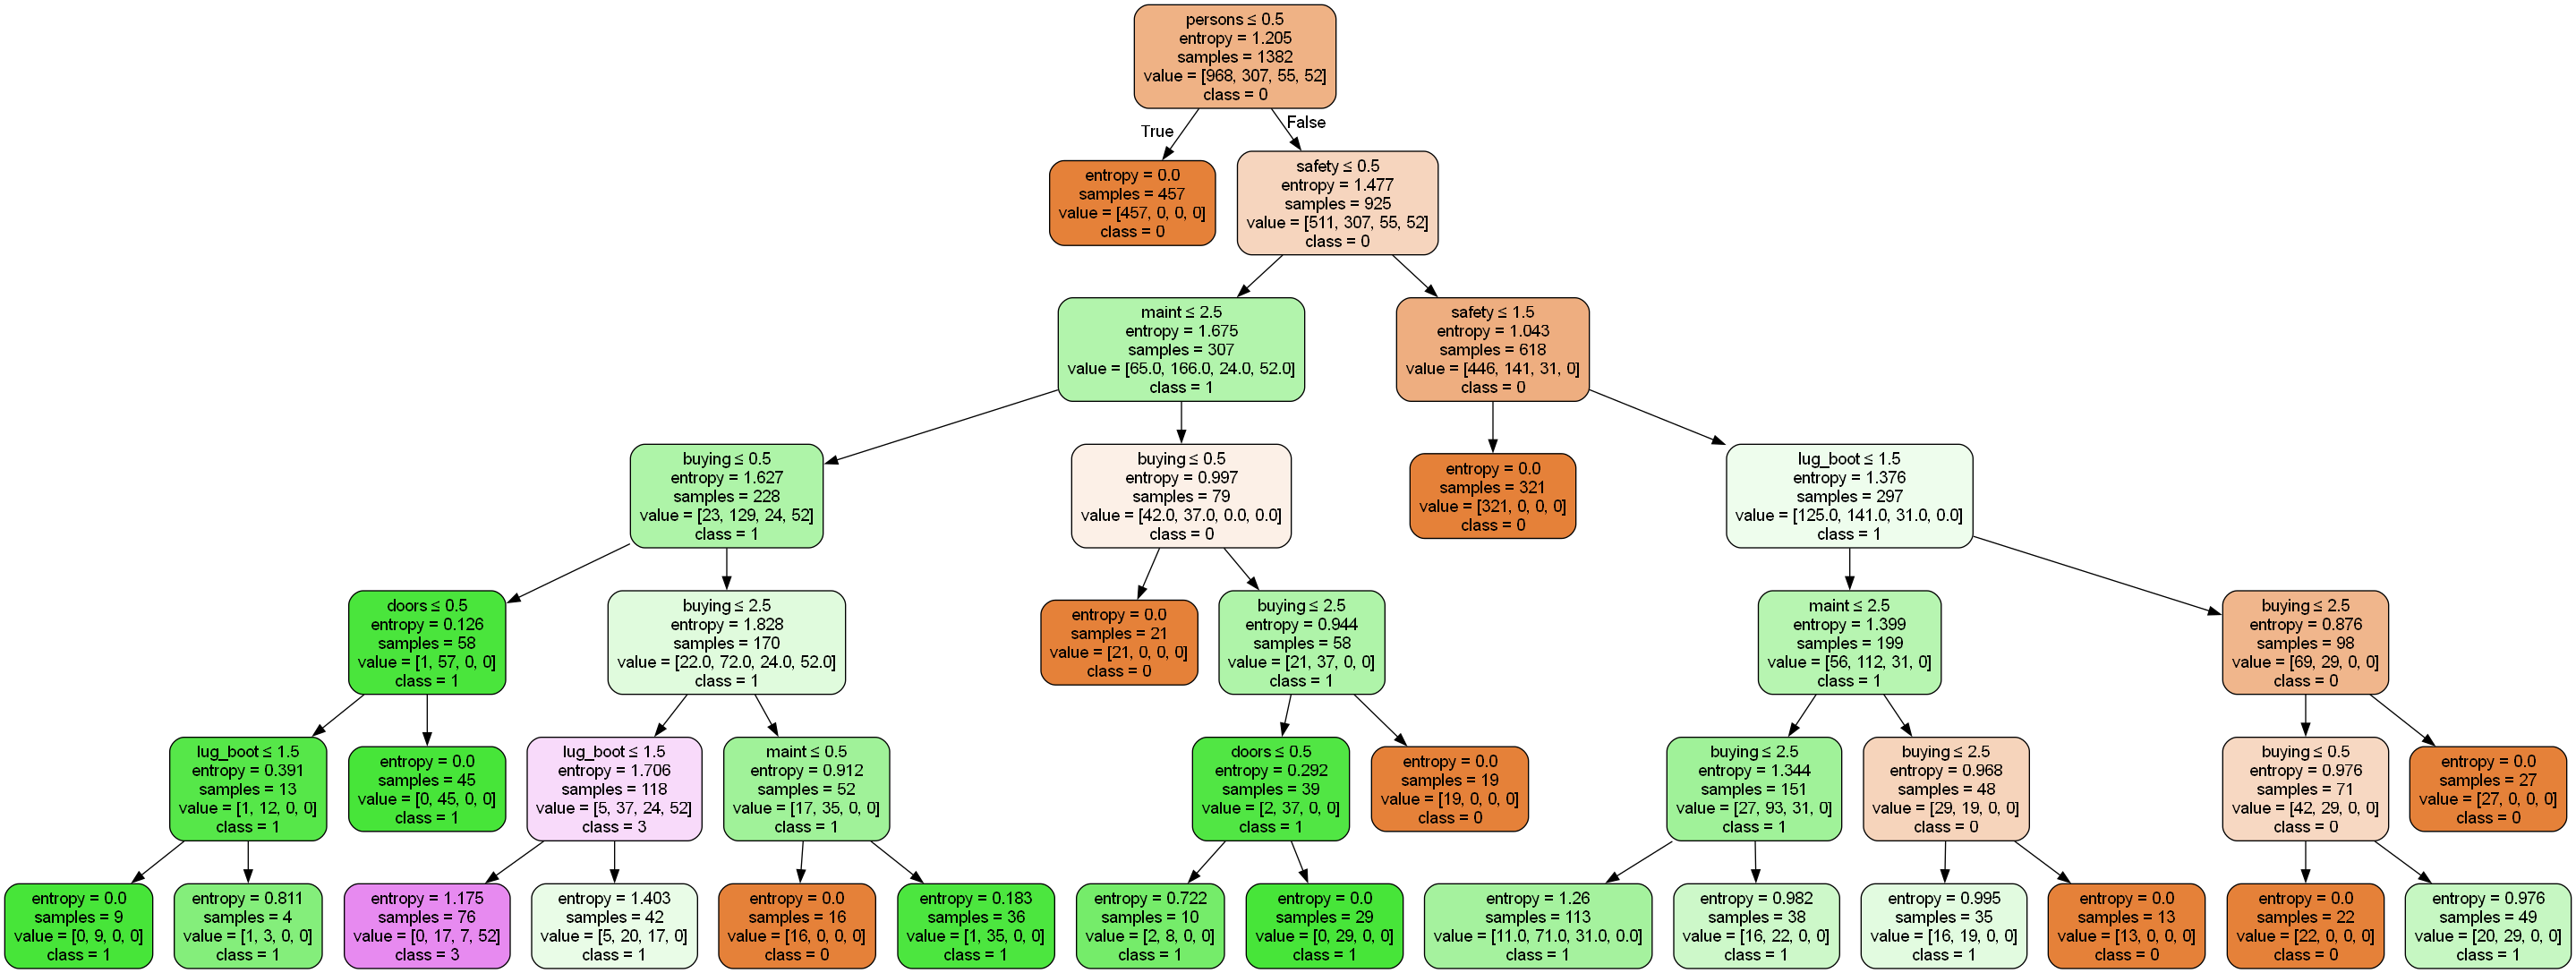 persons ≤ 0.5
entropy = 1.205
samples = 1382
value = [968, 307, 55, 52]
class = 0
True
False
entropy = 0.0
samples = 457
value = [457, 0, 0, 0]
class = 0
safety ≤ 0.5
entropy = 1.477
samples = 925
value = [511, 307, 55, 52]
class = 0
maint ≤ 2.5
entropy = 1.675
samples = 307
value = [65.0, 166.0, 24.0, 52.0]
class = 1
safety ≤ 1.5
entropy = 1.043
samples = 618
value = [446, 141, 31, 0]
class = 0
buying ≤ 0.5
entropy = 1.627
samples = 228
value = [23, 129, 24, 52]
class = 1
buying ≤ 0.5
entropy = 0.997
samples = 79
value = [42.0, 37.0, 0.0, 0.0]
class = 0
entropy = 0.0
samples = 321
value = [321, 0, 0, 0]
class = 0
lug_boot ≤ 1.5
entropy = 1.376
samples = 297
value = [125.0, 141.0, 31.0, 0.0]
class = 1
doors ≤ 0.5
entropy = 0.126
samples = 58
value = [1, 57, 0, 0]
class = 1
buying ≤ 2.5
entropy = 1.828
samples = 170
value = [22.0, 72.0, 24.0, 52.0]
class = 1
entropy = 0.0
samples = 21
value = [21, 0, 0, 0]
class = 0
buying ≤ 2.5
entropy = 0.944
samples = 58
value = [21, 37, 0, 0]
class = 1
maint ≤ 2.5
entropy = 1.399
samples = 199
value = [56, 112, 31, 0]
class = 1
buying ≤ 2.5
entropy = 0.876
samples = 98
value = [69, 29, 0, 0]
class = 0
lug_boot ≤ 1.5
entropy = 0.391
samples = 13
value = [1, 12, 0, 0]
class = 1
entropy = 0.0
samples = 45
value = [0, 45, 0, 0]
class = 1
lug_boot ≤ 1.5
entropy = 1.706
samples = 118
value = [5, 37, 24, 52]
class = 3
maint ≤ 0.5
entropy = 0.912
samples = 52
value = [17, 35, 0, 0]
class = 1
doors ≤ 0.5
entropy = 0.292
samples = 39
value = [2, 37, 0, 0]
class = 1
entropy = 0.0
samples = 19
value = [19, 0, 0, 0]
class = 0
buying ≤ 2.5
entropy = 1.344
samples = 151
value = [27, 93, 31, 0]
class = 1
buying ≤ 2.5
entropy = 0.968
samples = 48
value = [29, 19, 0, 0]
class = 0
buying ≤ 0.5
entropy = 0.976
samples = 71
value = [42, 29, 0, 0]
class = 0
entropy = 0.0
samples = 27
value = [27, 0, 0, 0]
class = 0
entropy = 0.0
samples = 9
value = [0, 9, 0, 0]
class = 1
entropy = 0.811
samples = 4
value = [1, 3, 0, 0]
class = 1
entropy = 1.175
samples = 76
value = [0, 17, 7, 52]
class = 3
entropy = 1.403
samples = 42
value = [5, 20, 17, 0]
class = 1
entropy = 0.0
samples = 16
value = [16, 0, 0, 0]
class = 0
entropy = 0.183
samples = 36
value = [1, 35, 0, 0]
class = 1
entropy = 0.722
samples = 10
value = [2, 8, 0, 0]
class = 1
entropy = 0.0
samples = 29
value = [0, 29, 0, 0]
class = 1
entropy = 1.26
samples = 113
value = [11.0, 71.0, 31.0, 0.0]
class = 1
entropy = 0.982
samples = 38
value = [16, 22, 0, 0]
class = 1
entropy = 0.995
samples = 35
value = [16, 19, 0, 0]
class = 1
entropy = 0.0
samples = 13
value = [13, 0, 0, 0]
class = 0
entropy = 0.0
samples = 22
value = [22, 0, 0, 0]
class = 0
entropy = 0.976
samples = 49
value = [20, 29, 0, 0]
class = 1